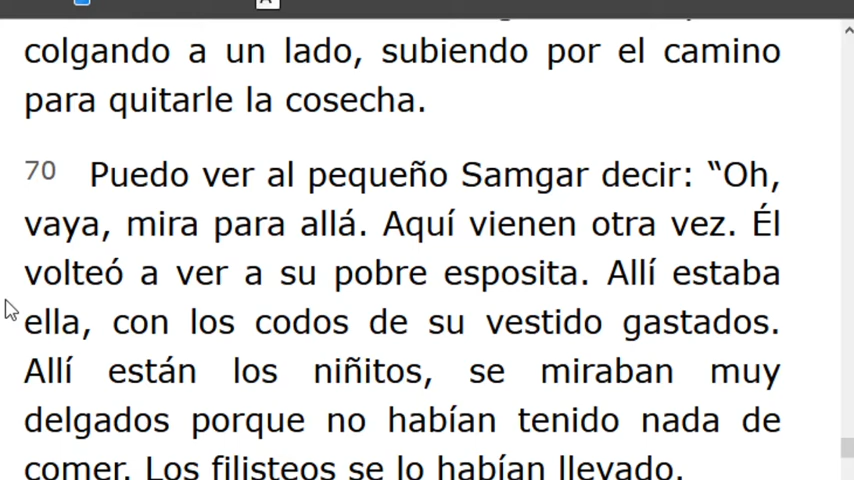 colgando a un lado, subiendo por el camino
para quitarle la cosecha.
70 Puedo ver al pequeño Samgar decir: “Oh,
vaya, mira para allá. Aquí vienen otra vez. Él
volteó a ver a su pobre esposita. Allí estaba
ella, con los codos de su vestido gastados.
Allí están los niñitos, se miraban muy
delgados porque no habían tenido nada de
comer. Los filisteos se lo habían llevado.